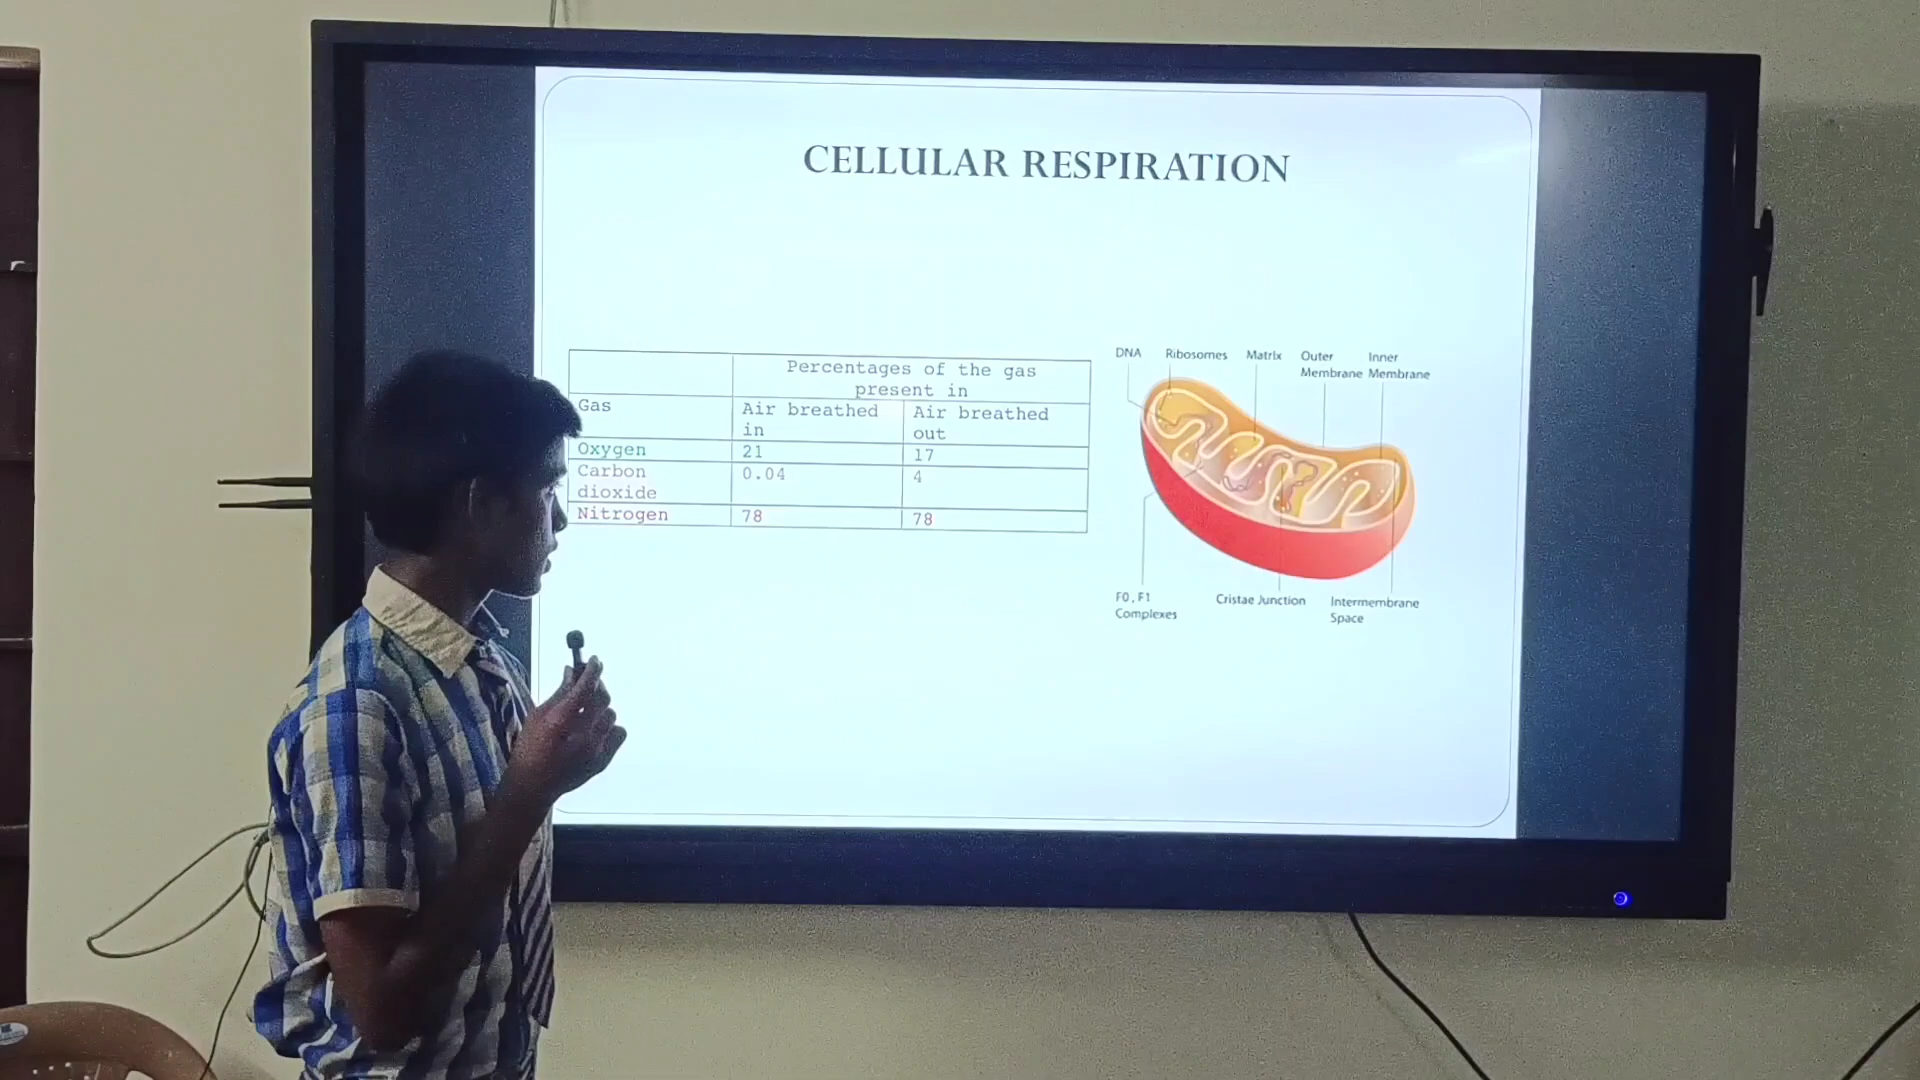 CELLULAR RESPIRATION
Percentages of the gas
present in
Gas
Air breathed
in
Air breathed
out
Oxygen 21 17
Carbon
dioxide
0.04 4
Nitrogen 78 78
DNA Ribosomes Matrix Outer
Membrane
Inner
Membrane
F0, F1
Complexes
Cristae Junction
Intermembrane
Space